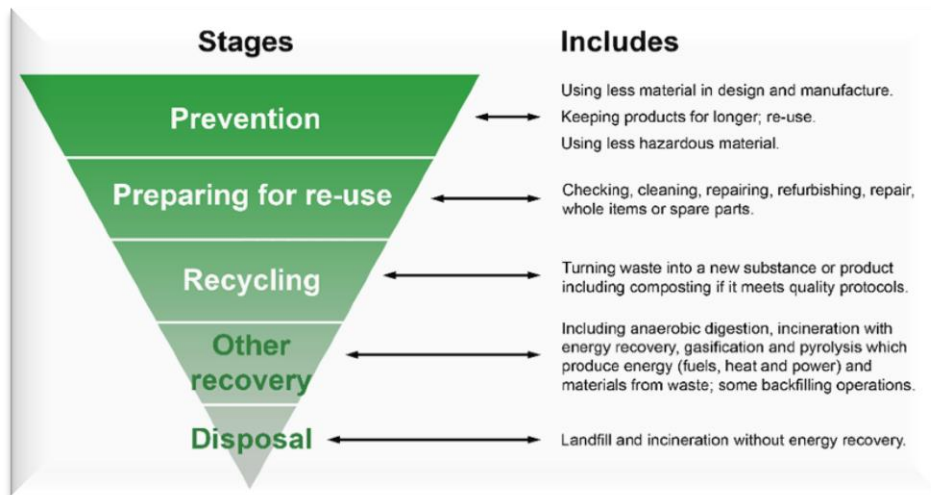 Stages
Includes
Prevention
Using less material in design and manufacture.
Keeping products for longer; re-use.
Using less hazardous material.
Preparing for re-use
Checking, cleaning, repairing, refurbishing, repair,
whole items or spare parts.
Recycling
Turning waste into a new substance or product
including composting if it meets quality protocols.
Other
recovery
Including anaerobic digestion, incineration with
energy recovery, gasification and pyrolysis which
produce energy (fuels, heat and power) and
materials from waste; some backfilling operations.
Disposal
Landfill and incineration without energy recovery.